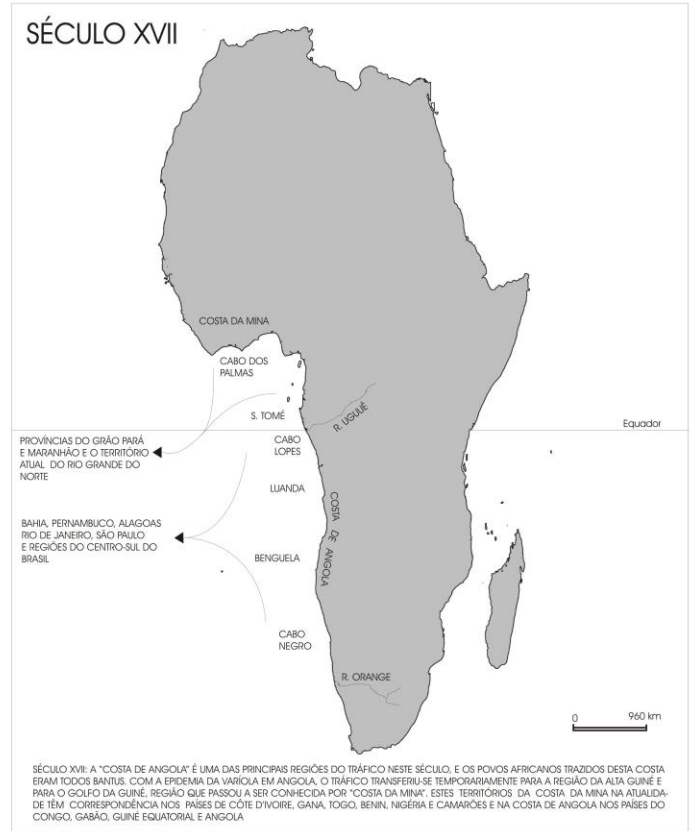 SÉCULO XVII
COSTA DA MINA
CABO DOS
PALMAS
S. TOMÉ
R. UGUUÊ
Equador
CABO
LOPES
PROVÍNCIAS DO GRÃO PARÁ
E MARANHÃO E O TERRITÓRIO
ATUAL DO RIO GRANDE DO
NORTE
LUANDA
COSTA DE ANGOLA
BAHIA, PERNAMBUCO, ALAGOAS
RIO DE JANEIRO, SÃO PAULO
E REGIÕES DO CENTRO-SUL DO
BRASIL
BENGUELA
CABO
NEGRO
R. ORANGE
0 960 km
SÉCULO XVII: A "COSTA DE ANGOLA" É UMA DAS PRINCIPAIS REGIÕES DO TRÁFICO NESTE SÉCULO, E OS POVOS AFRICANOS TRAZIDOS DESTA COSTA
ERAM TODOS BANTUS. COM A EPIDEMIA DA VARÍOLA EM ANGOLA, O TRÁFICO TRANSFERIU-SE TEMPORARIAMENTE PARA A REGIÃO DA ALTA GUINÉ E
PARA O GOLFO DA GUINÉ, REGIÃO QUE PASSOU A SER CONHECIDA POR "COSTA DA MINA". ESTES TERRITÓRIOS DA COSTA DA MINA NA ATUALIDA-
DE TÊM CORRESPONDÊNCIA NOS PAÍSES DE CÔTE D'IVOIRE, GANA, TOGO, BENIN, NIGÉRIA E CAMARÕES E NA COSTA DE ANGOLA NOS PAÍSES DO
CONGO, GABÃO, GUINÉ EQUATORIAL E ANGOLA